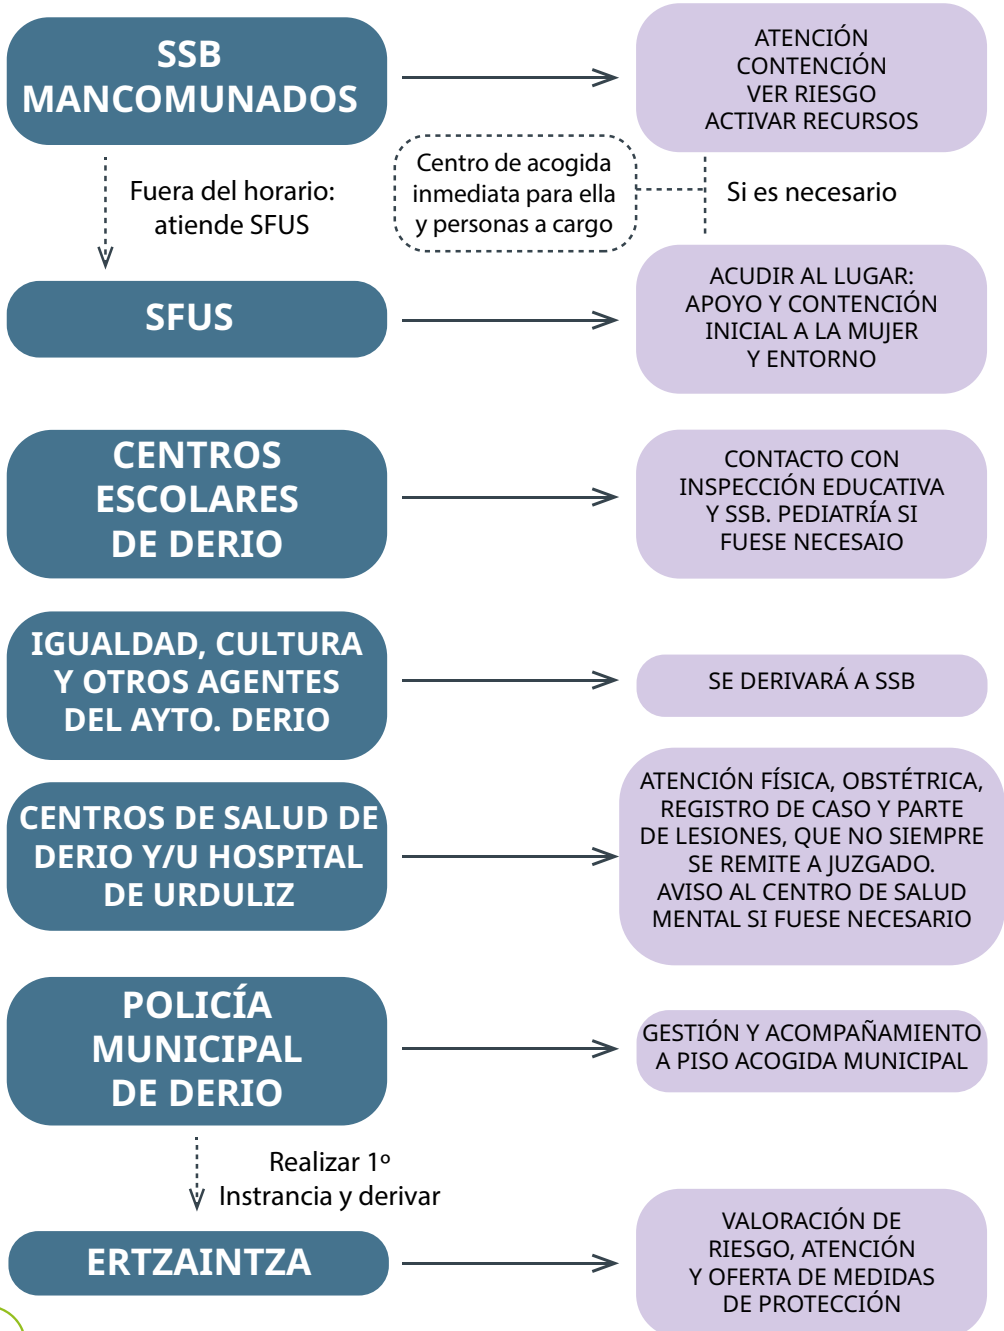 SSB
MANCOMUNADOS
ATENCIÓN
CONTENCIÓN
VER RIESGO
ACTIVAR RECURSOS
Fuera del horario:
atiende SFUS
Centro de acogida
inmediata para ella
y personas a cargo
Si es necesario
SFUS
ACUDIR AL LUGAR:
APOYO Y CONTENCIÓN
INICIAL A LA MUJER
Y ENTORNO
CENTROS
ESCOLARES
DE DERIO
CONTACTO CON
INSPECCIÓN EDUCATIVA
Y SSB. PEDIATRÍA SI
FUESE NECESAIO
IGUALDAD, CULTURA
Y OTROS AGENTES
DEL AYTO. DERIO
SE DERIVARÁ A SSB
CENTROS DE SALUD DE
DERIO Y/U HOSPITAL
DE URDULIZ
ATENCIÓN FÍSICA, OBSTÉTRICA,
REGISTRO DE CASO Y PARTE
DE LESIONES, QUE NO SIEMPRE
SE REMITE A JUZGADO.
AVISO AL CENTRO DE SALUD
MENTAL SI FUESE NECESARIO
POLICÍA
MUNICIPAL
DE DERIO
GESTIÓN Y ACOMPAÑAMIENTO
A PISO ACOGIDA MUNICIPAL
Realizar 1º
Instrancia y derivar
ERTZAINTZA
VALORACIÓN DE
RIESGO, ATENCIÓN
Y OFERTA DE MEDIDAS
DE PROTECCIÓN